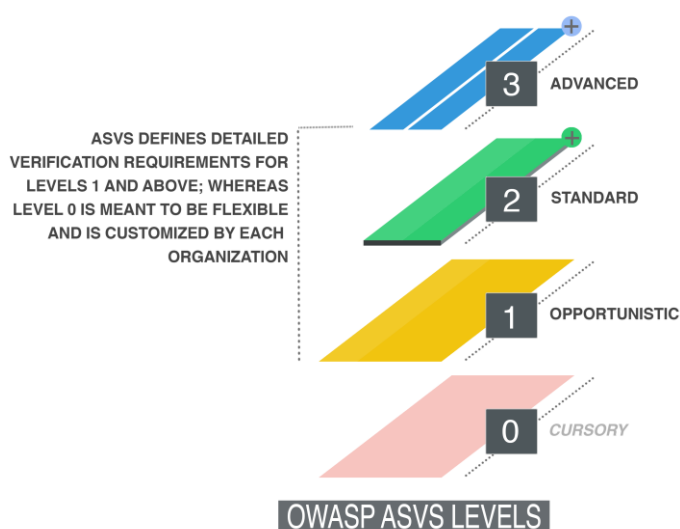 3 ADVANCED
ASVS DEFINES DETAILED
VERIFICATION REQUIREMENTS FOR
LEVELS 1 AND ABOVE; WHEREAS
LEVEL 0 IS MEANT TO BE FLEXIBLE
AND IS CUSTOMIZED BY EACH
ORGANIZATION
2 STANDARD
1 OPPORTUNISTIC
0 CURSORY
OWASP ASVS LEVELS